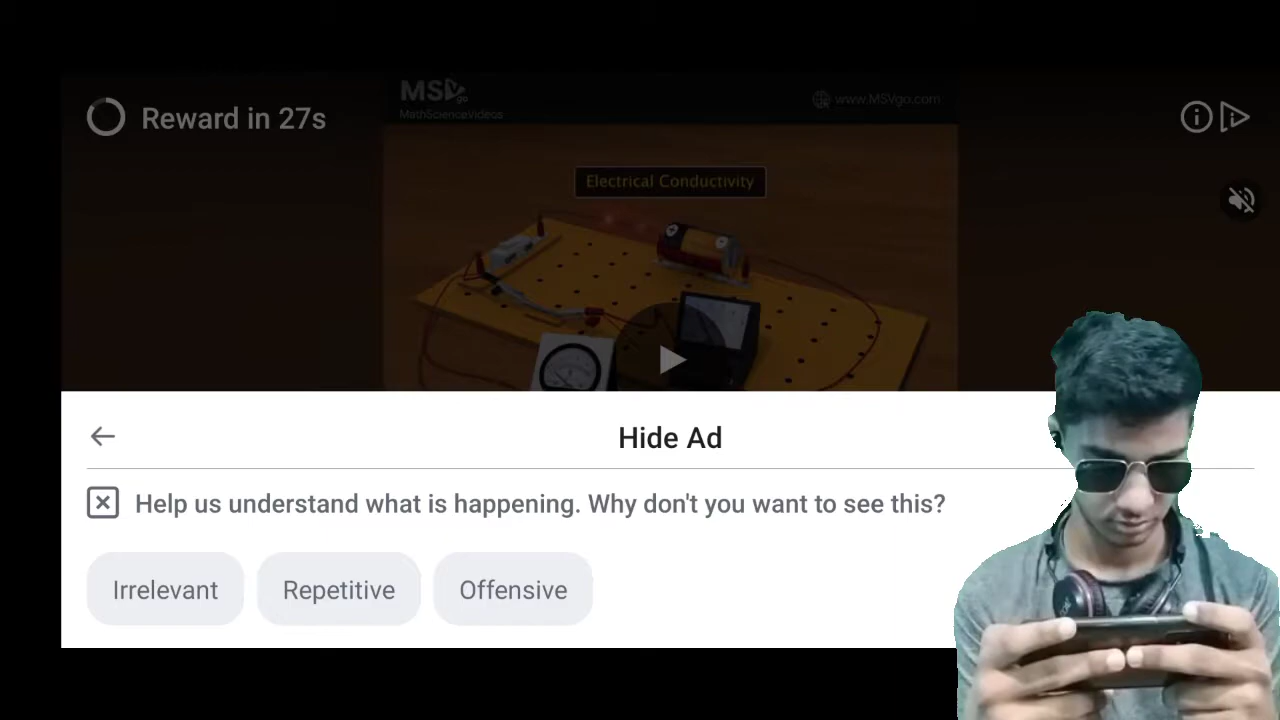 Reward in 27s
MSVgo
MathScienceVideos
www.MSVgo.com
Electrical Conductivity
Hide Ad
Help us understand what is happening. Why don't you want to see this?
Irrelevant
Repetitive
Offensive